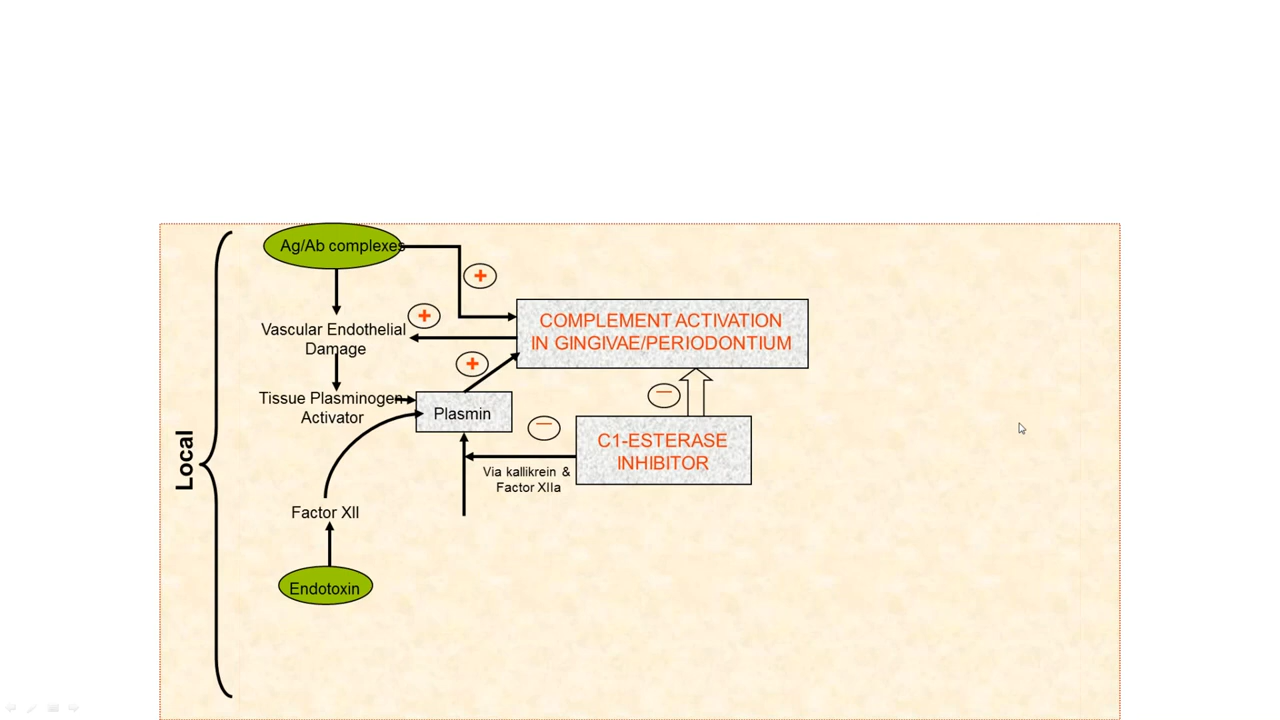 Ag/Ab complexes
+
+
Vascular Endothelial
Damage
COMPLEMENT ACTIVATION
IN GINGIVAE/PERIODONTIUM
+
Tissue Plasminogen
Activator
Plasmin
—
—
C1-ESTERASE
INHIBITOR
Via kallikrein &
Factor XIIa
Local
Factor XII
Endotoxin